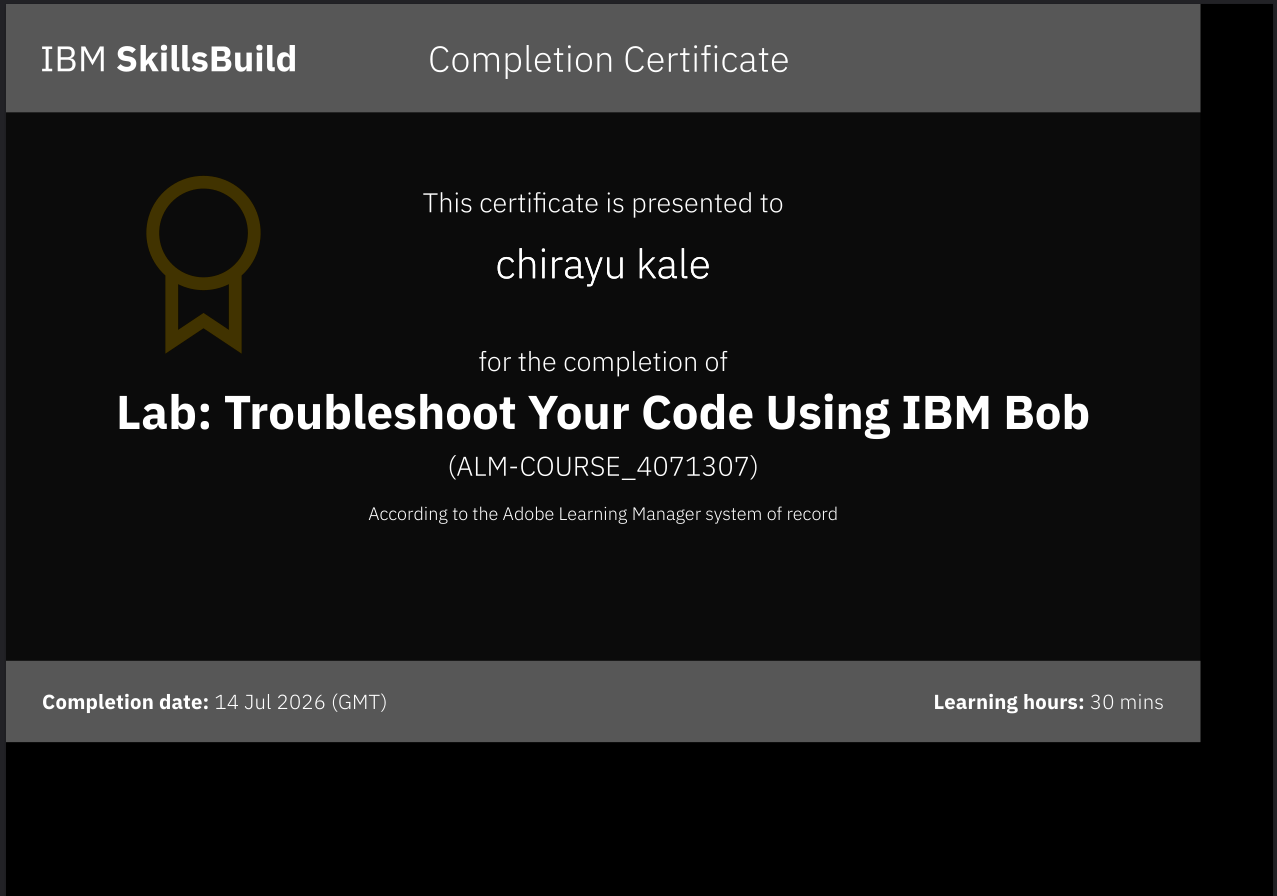 IBM SkillsBuild
Completion Certificate
This certificate is presented to
chirayu kale
for the completion of
Lab: Troubleshoot Your Code Using IBM Bob
(ALM-COURSE_4071307)
According to the Adobe Learning Manager system of record
Completion date: 14 Jul 2026 (GMT)
Learning hours: 30 mins